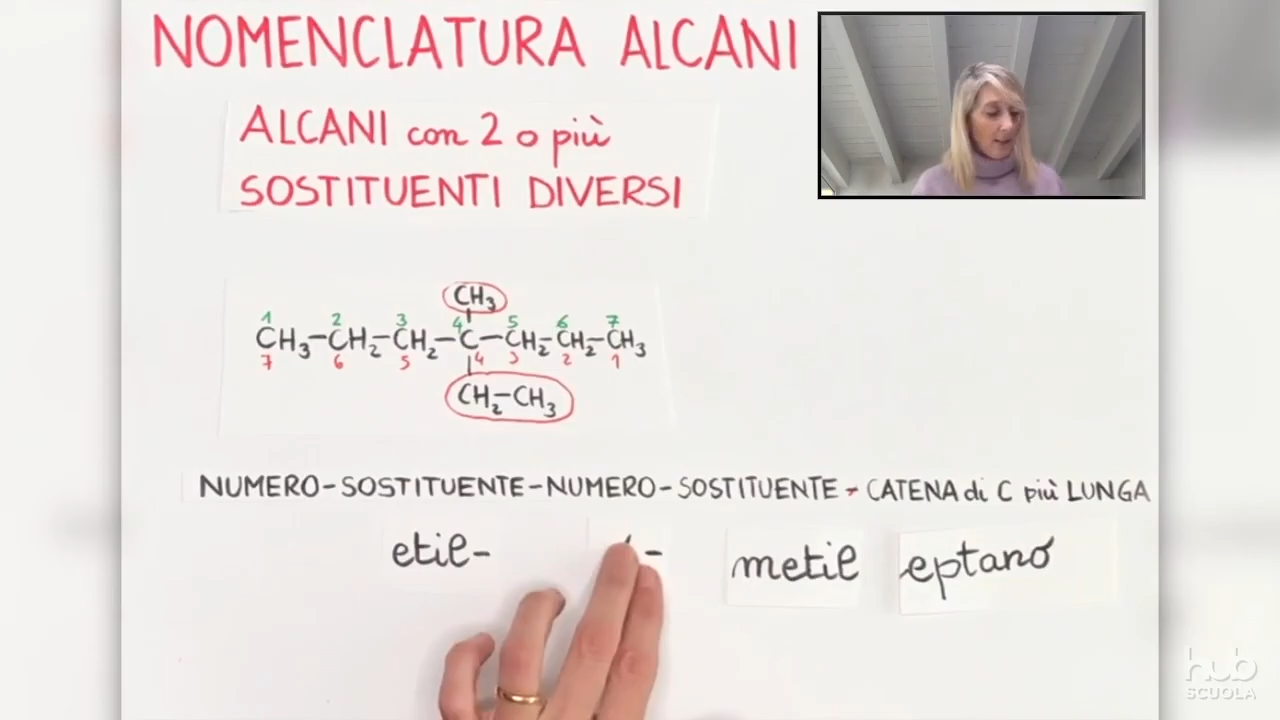 NOMENCLATURA ALCANI
ALCANI con 2 o più
SOSTITUENTI DIVERSI
CH₃
1 2 3 4 5 6 7
CH₃-CH₂-CH₂-C-CH₂-CH₂-CH₃
7 6 5 4 3 2 1
CH₂-CH₃
NUMERO-SOSTITUENTE-NUMERO-SOSTITUENTE-CATENA di C più LUNGA
etil- metil eptano
hub
SCUOLA